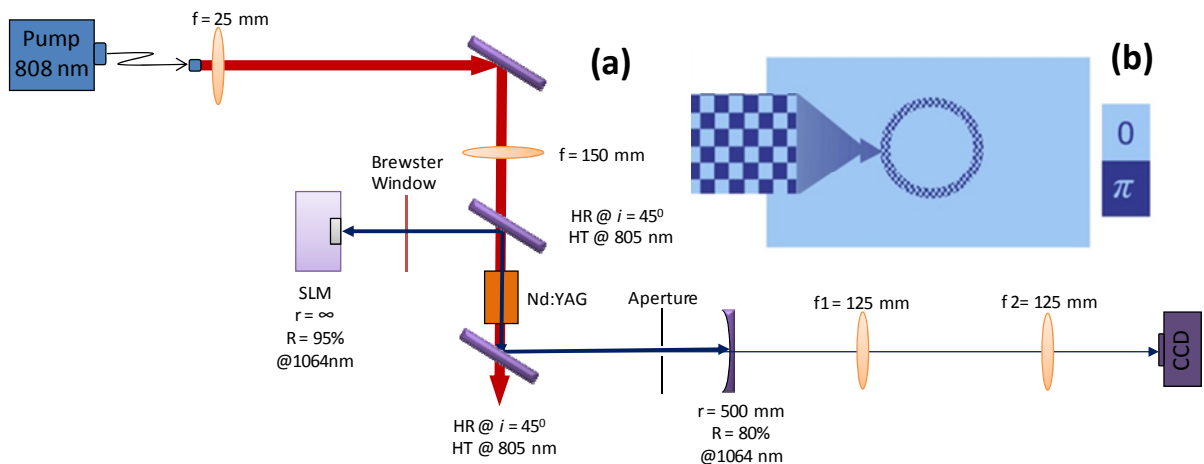 f = 25 mm
Pump
808 nm
(a)
(b)
0
π
f = 150 mm
Brewster
Window
HR @ i = 45⁰
HT @ 805 nm
SLM
r = ∞
R = 95%
@1064nm
Nd:YAG
Aperture
f1 = 125 mm
f 2= 125 mm
CCD
r = 500 mm
R = 80%
@1064 nm
HR @ i = 45⁰
HT @ 805 nm